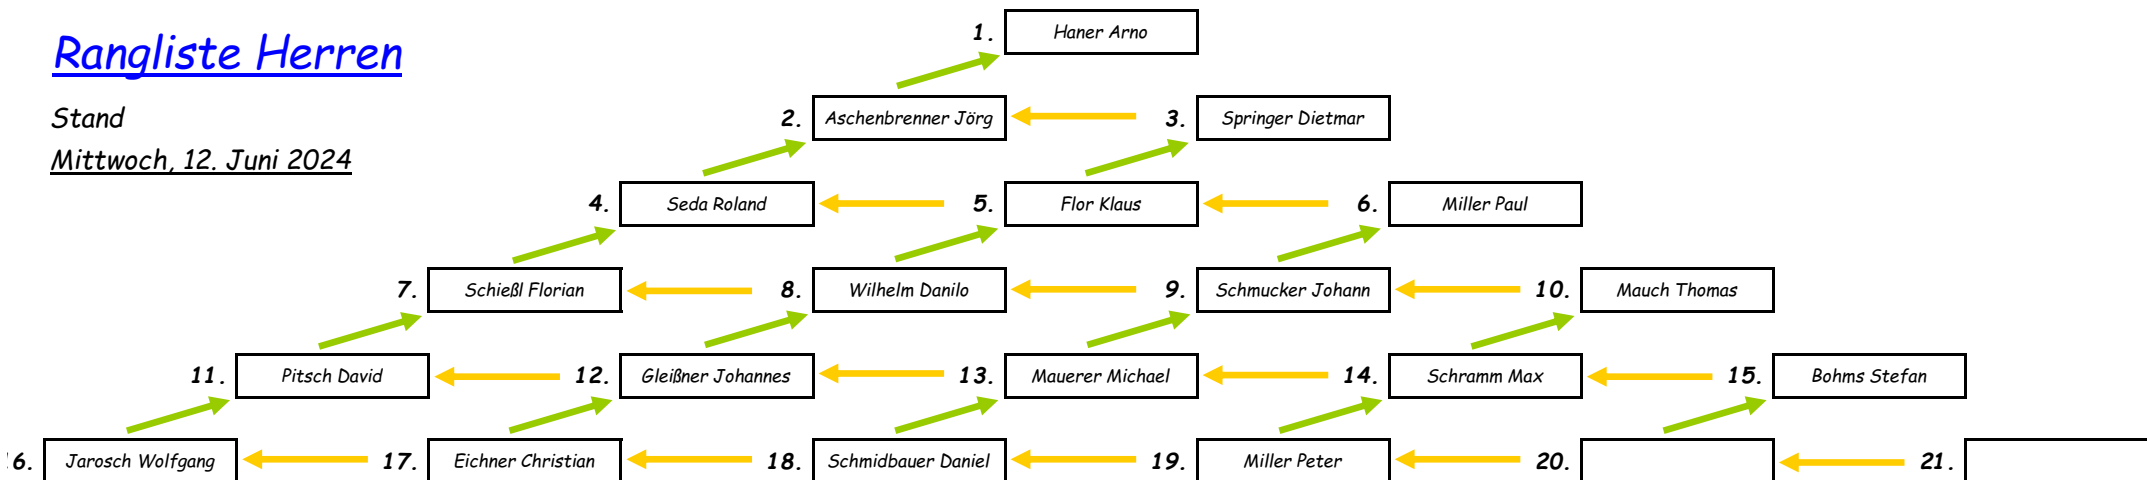 Rangliste Herren
Stand
Mittwoch, 12. Juni 2024
1. Haner Arno
2. Aschenbrenner Jörg 3. Springer Dietmar
4. Seda Roland 5. Flor Klaus 6. Miller Paul
7. Schießl Florian 8. Wilhelm Danilo 9. Schmucker Johann 10. Mauch Thomas
11. Pitsch David 12. Gleißner Johannes 13. Mauerer Michael 14. Schramm Max 15. Bohms Stefan
6. Jarosch Wolfgang 17. Eichner Christian 18. Schmidbauer Daniel 19. Miller Peter 20. 21.